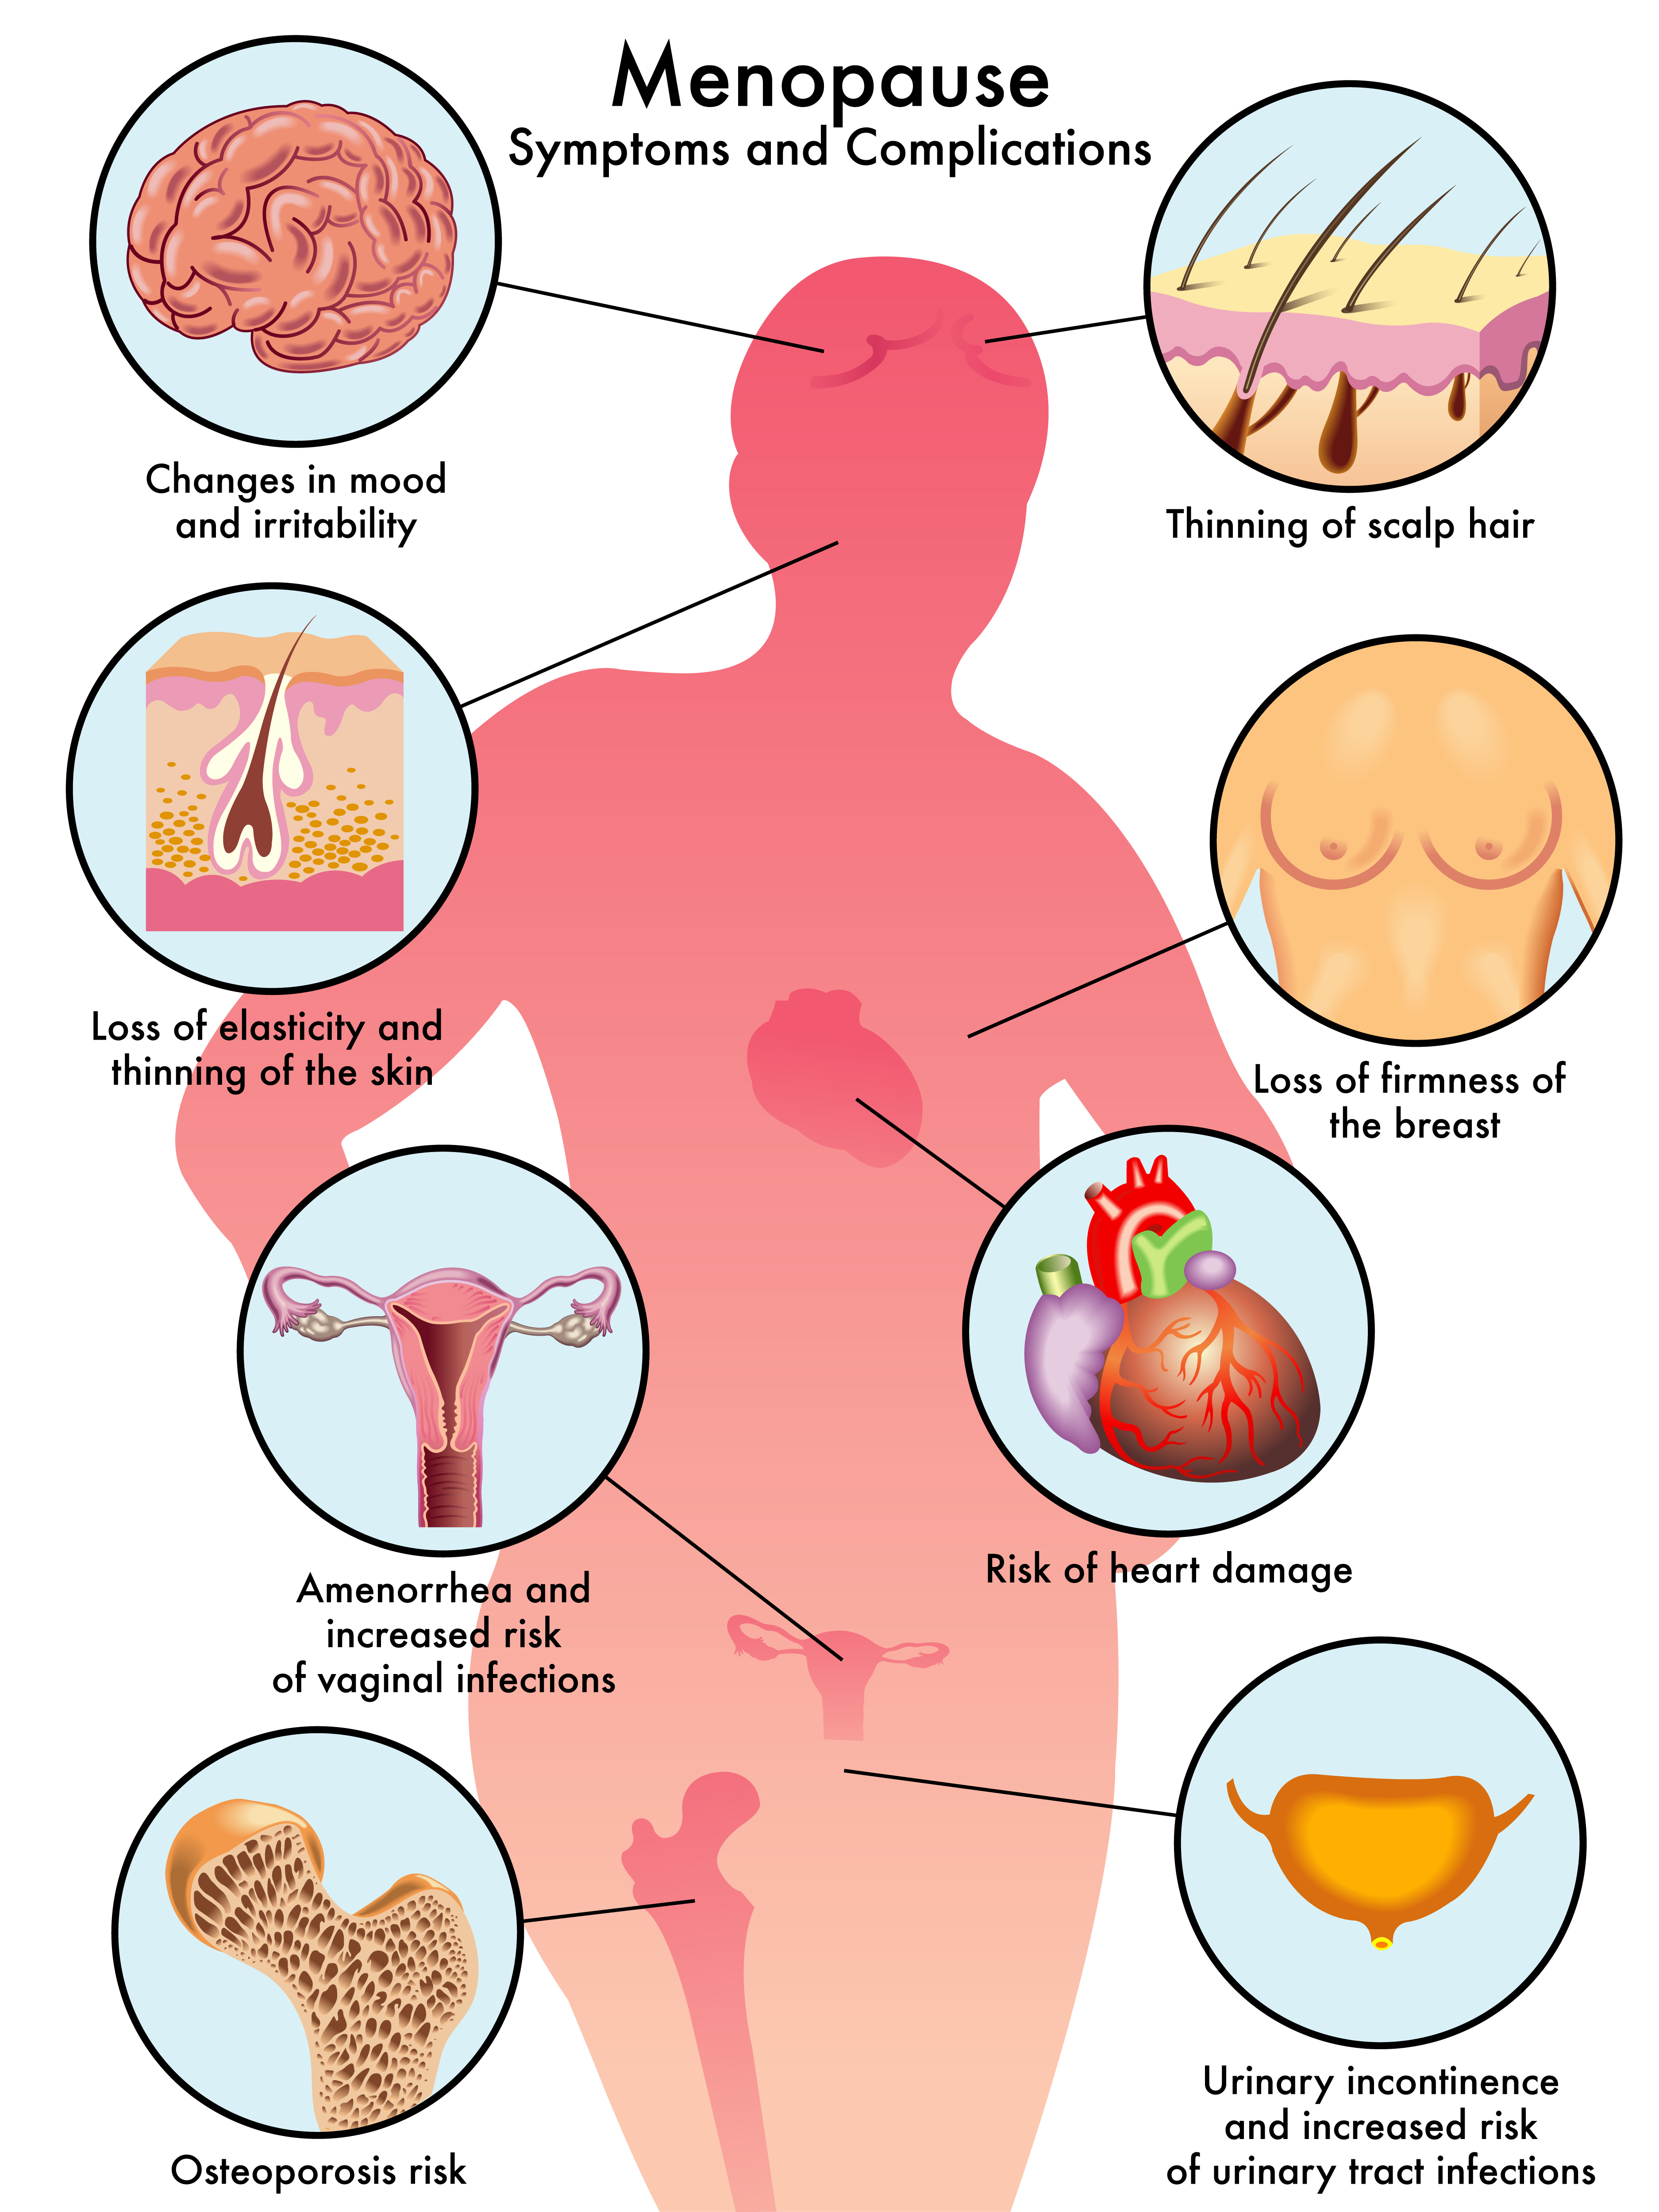 Menopause
Symptoms and Complications
Changes in mood
and irritability
Thinning of scalp hair
Loss of elasticity and
thinning of the skin
Loss of firmness of
the breast
Amenorrhea and
increased risk
of vaginal infections
Risk of heart damage
Osteoporosis risk
Urinary incontinence
and increased risk
of urinary tract infections